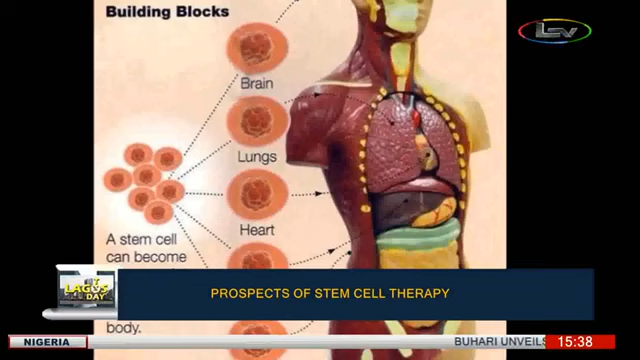 Building Blocks
LTV
Brain
Lungs
Heart
A stem cell
can become
body.
LAGOS
DAY
PROSPECTS OF STEM CELL THERAPY
NIGERIA
BUHARI UNVEILS
15:38